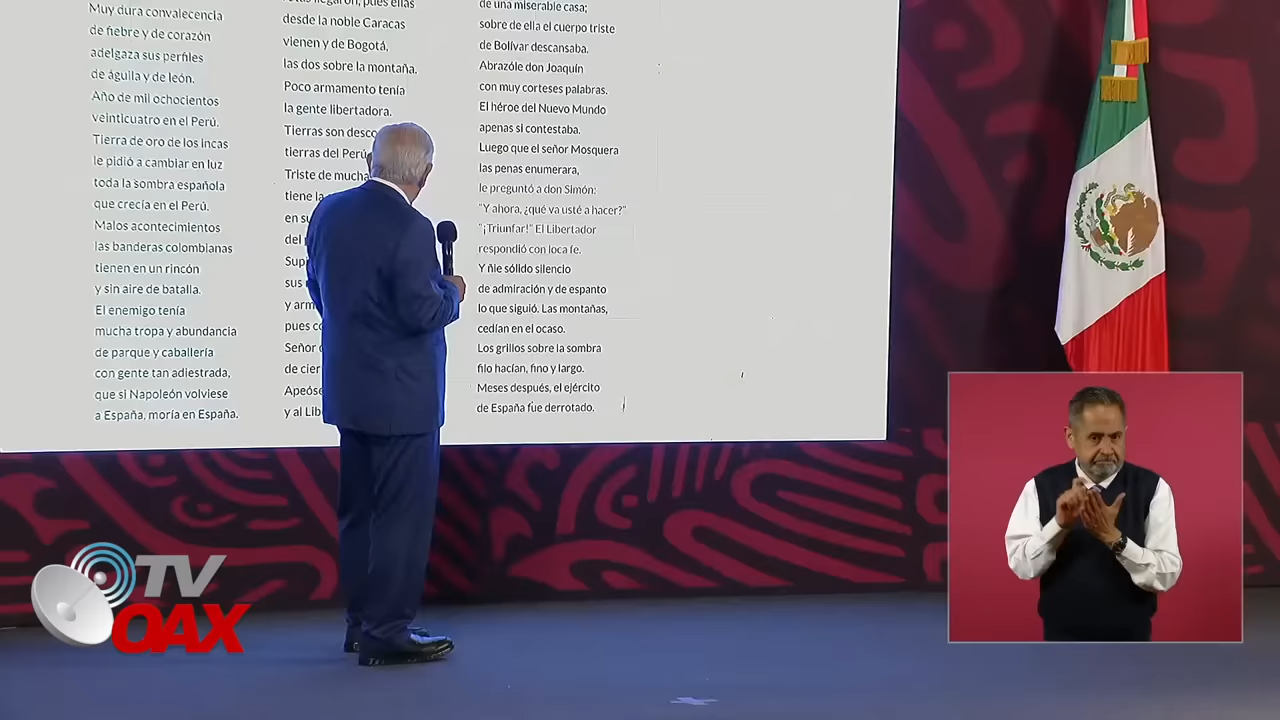 Muy dura convalecencia
de fiebre y de corazón
adelgaza sus perfiles
de águila y de león.
Año de mil ochocientos
veinticuatro en el Perú.
Tierra de oro de los incas
le pidió a cambiar en luz
toda la sombra española
que crecía en el Perú.
Malos acontecimientos
las banderas colombianas
tienen en un rincón
y sin aire de batalla.
El enemigo tenía
mucha tropa y abundancia
de parque y caballería
con gente tan adiestrada,
que si Napoleón volviese
a España, moría en España.
llegaron, pues ellas
desde la noble Caracas
vienen y de Bogotá,
las dos sobre la montaña.
Poco armamento tenía
la gente libertadora.
Tierras son
tierras del Perú
Triste de mucha
tiene
en
del
sus
y
pues
Señor
de
Apeóse
y al
de una miserable casa;
sobre de ella el cuerpo triste
de Bolívar descansaba.
Abrazóle don Joaquín
con muy corteses palabras.
El héroe del Nuevo Mundo
apenas si contestaba.
Luego que el señor Mosquera
las penas enumerara,
le preguntó a don Simón:
"Y ahora, ¿qué va usté a hacer?"
"¡Triunfar!" El Libertador
respondió con loca fe.
Y ñie sólido silencio
de admiración y de espanto
lo que siguió. Las montañas,
cedían en el ocaso.
Los grillos sobre la sombra
filo hacían, fino y largo.
Meses después, el ejército
de España fue derrotado.
TV
OAX